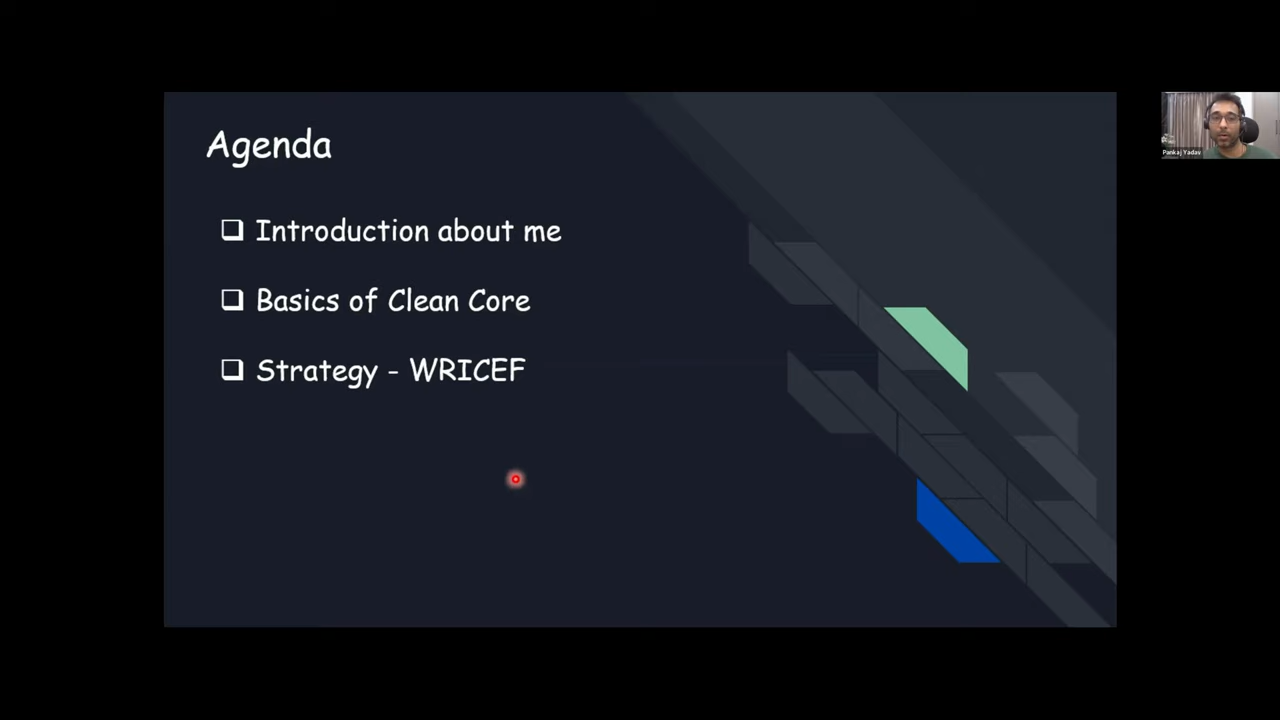 Agenda
Introduction about me
Basics of Clean Core
Strategy - WRICEF
Pankaj Yadav